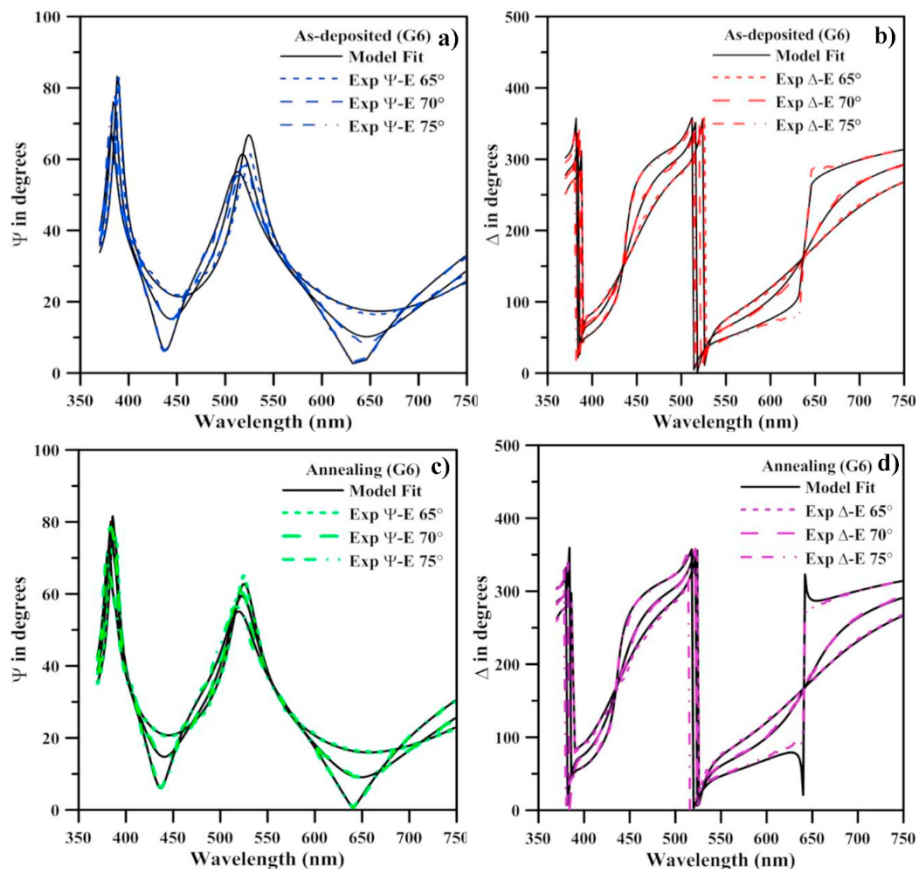 a)
As-deposited (G6)
Model Fit
Exp Ψ-E 65°
Exp Ψ-E 70°
Exp Ψ-E 75°
Ψ in degrees
100
80
60
40
20
0
350 400 450 500 550 600 650 700 750
Wavelength (nm)
b)
As-deposited (G6)
Model Fit
Exp Δ-E 65°
Exp Δ-E 70°
Exp Δ-E 75°
Δ in degrees
500
400
300
200
100
0
350 400 450 500 550 600 650 700 750
Wavelength (nm)
c)
Annealing (G6)
Model Fit
Exp Ψ-E 65°
Exp Ψ-E 70°
Exp Ψ-E 75°
Ψ in degrees
100
80
60
40
20
0
350 400 450 500 550 600 650 700 750
Wavelength (nm)
d)
Annealing (G6)
Model Fit
Exp Δ-E 65°
Exp Δ-E 70°
Exp Δ-E 75°
Δ in degrees
500
400
300
200
100
0
350 400 450 500 550 600 650 700 750
Wavelength (nm)